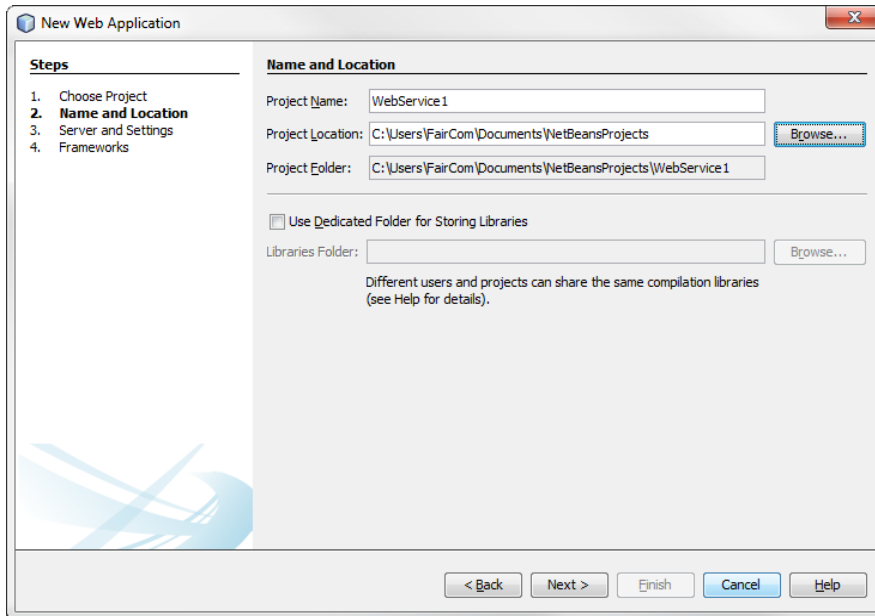 New Web Application
Steps
1. Choose Project
2. Name and Location
3. Server and Settings
4. Frameworks
Name and Location
Project Name: WebService1
Project Location: C:\Users\FairCom\Documents\NetBeansProjects Browse...
Project Folder: C:\Users\FairCom\Documents\NetBeansProjects\WebService1
Use Dedicated Folder for Storing Libraries
Libraries Folder: Browse...
Different users and projects can share the same compilation libraries
(see Help for details).
< Back Next > Finish Cancel Help